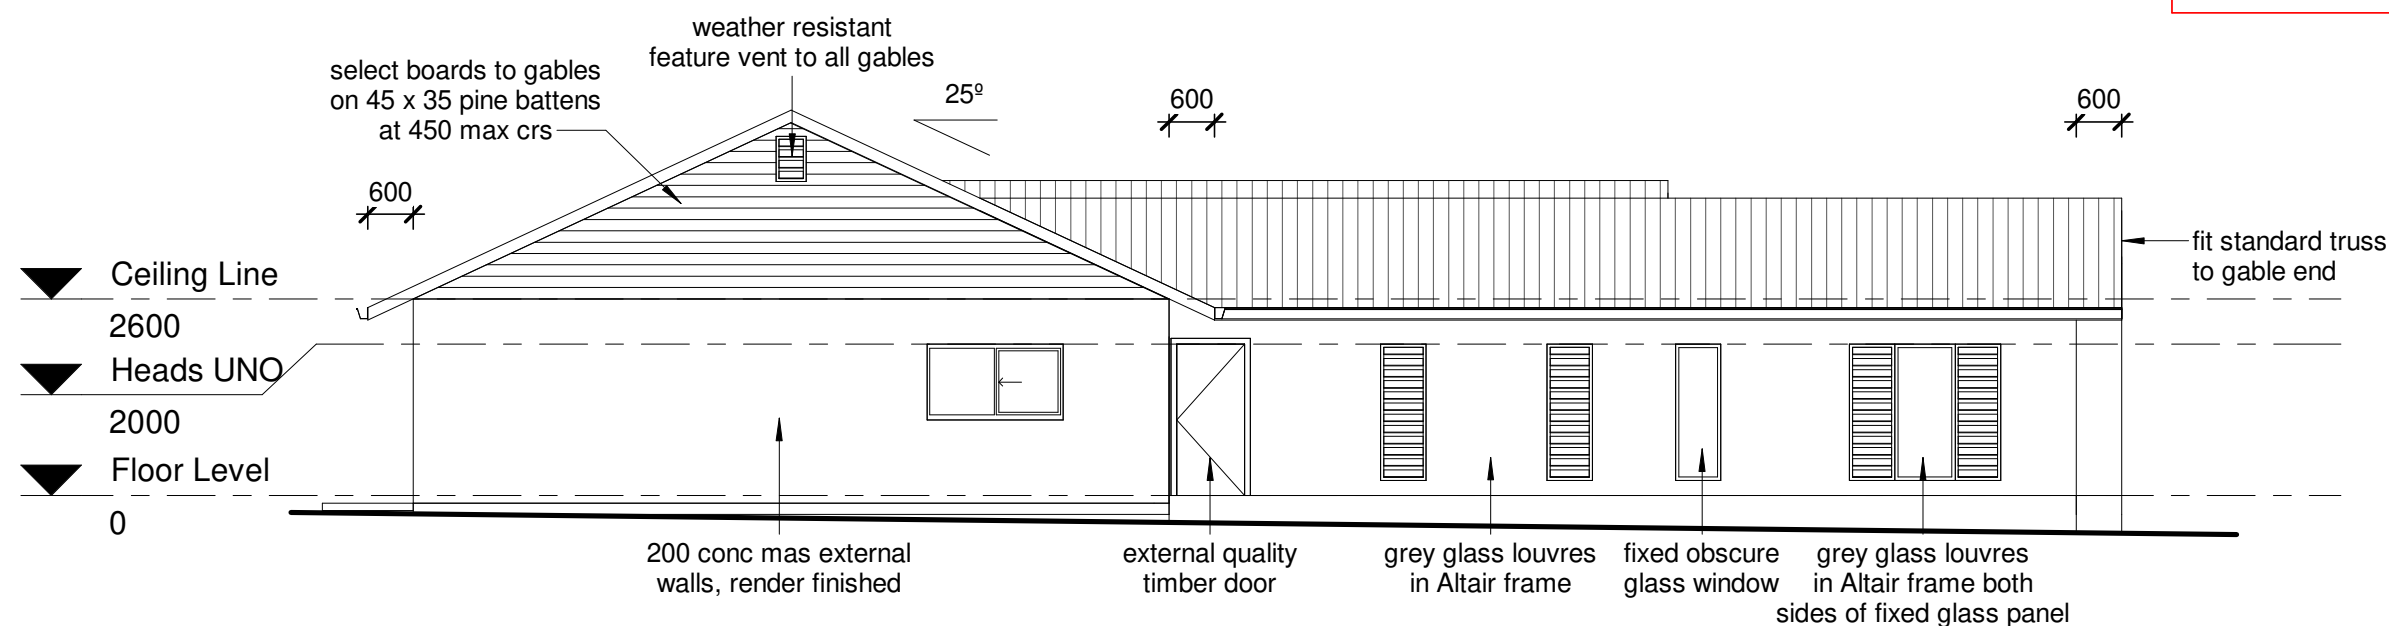 weather resistant
feature vent to all gables
select boards to gables
on 45 x 35 pine battens
at 450 max crs
25º
600
600
600
fit standard truss
to gable end
Ceiling Line
2600
Heads UNO
2000
Floor Level
0
200 conc mas external
walls, render finished
external quality
timber door
grey glass louvres
in Altair frame
fixed obscure
glass window
grey glass louvres
in Altair frame both
sides of fixed glass panel